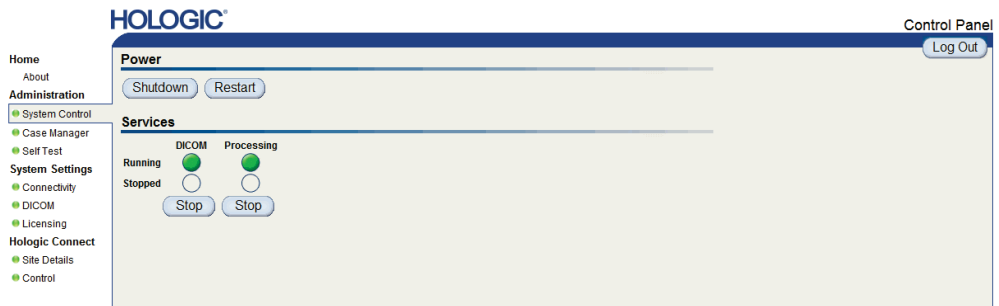 HOLOGIC®
Control Panel
Log Out
Home
About
Administration
System Control
Case Manager
Self Test
System Settings
Connectivity
DICOM
Licensing
Hologic Connect
Site Details
Control
Power
Shutdown Restart
Services
DICOM Processing
Running
Stopped
Stop Stop